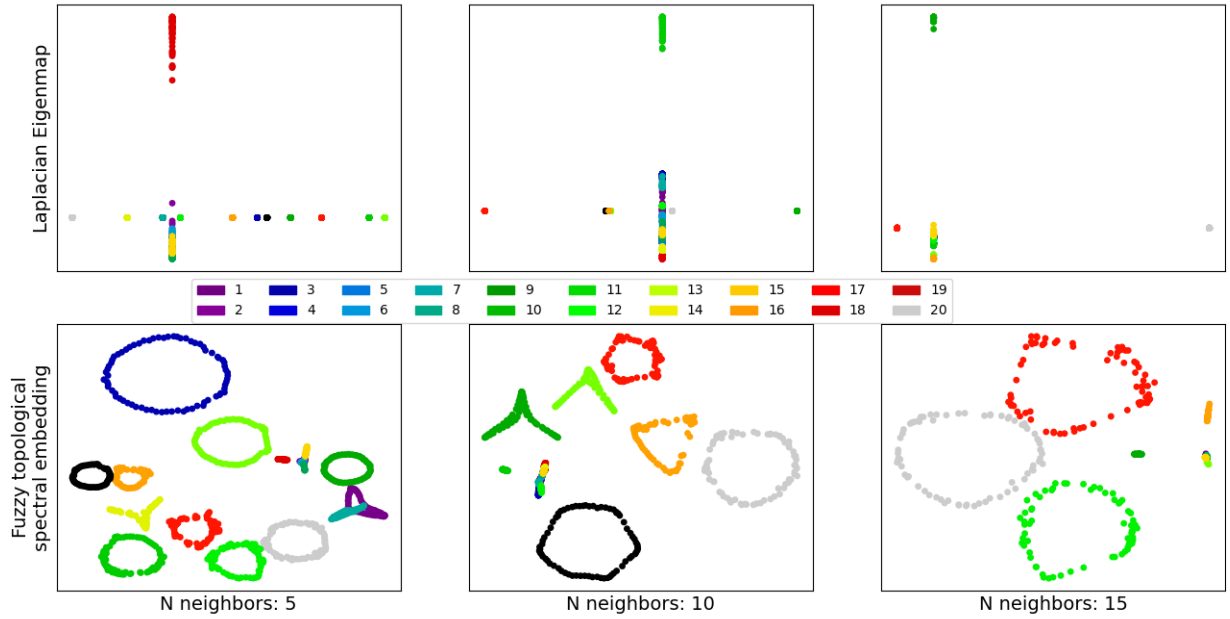 Laplacian Eigenmap
1 3 5 7 9 11 13 15 17 19
2 4 6 8 10 12 14 16 18 20
Fuzzy topological
spectral embedding
N neighbors: 5
N neighbors: 10
N neighbors: 15